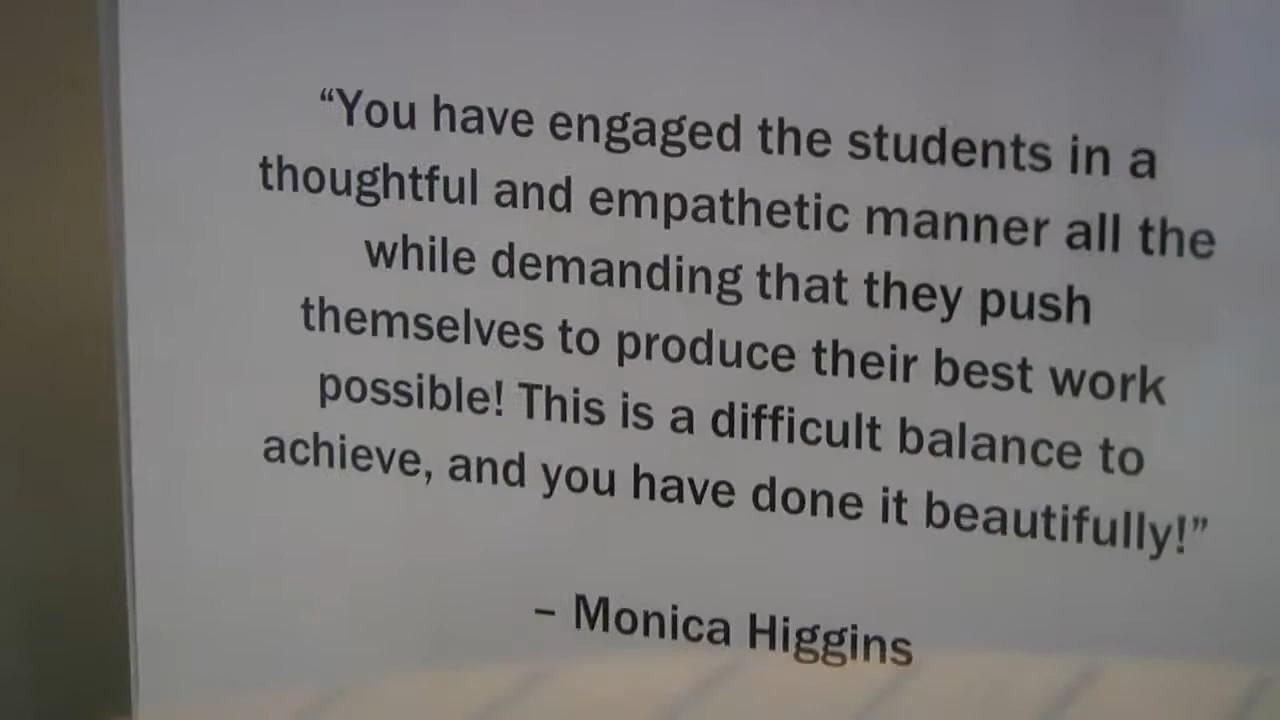 “You have engaged the students in a
thoughtful and empathetic manner all the
while demanding that they push
themselves to produce their best work
possible! This is a difficult balance to
achieve, and you have done it beautifully!”
– Monica Higgins